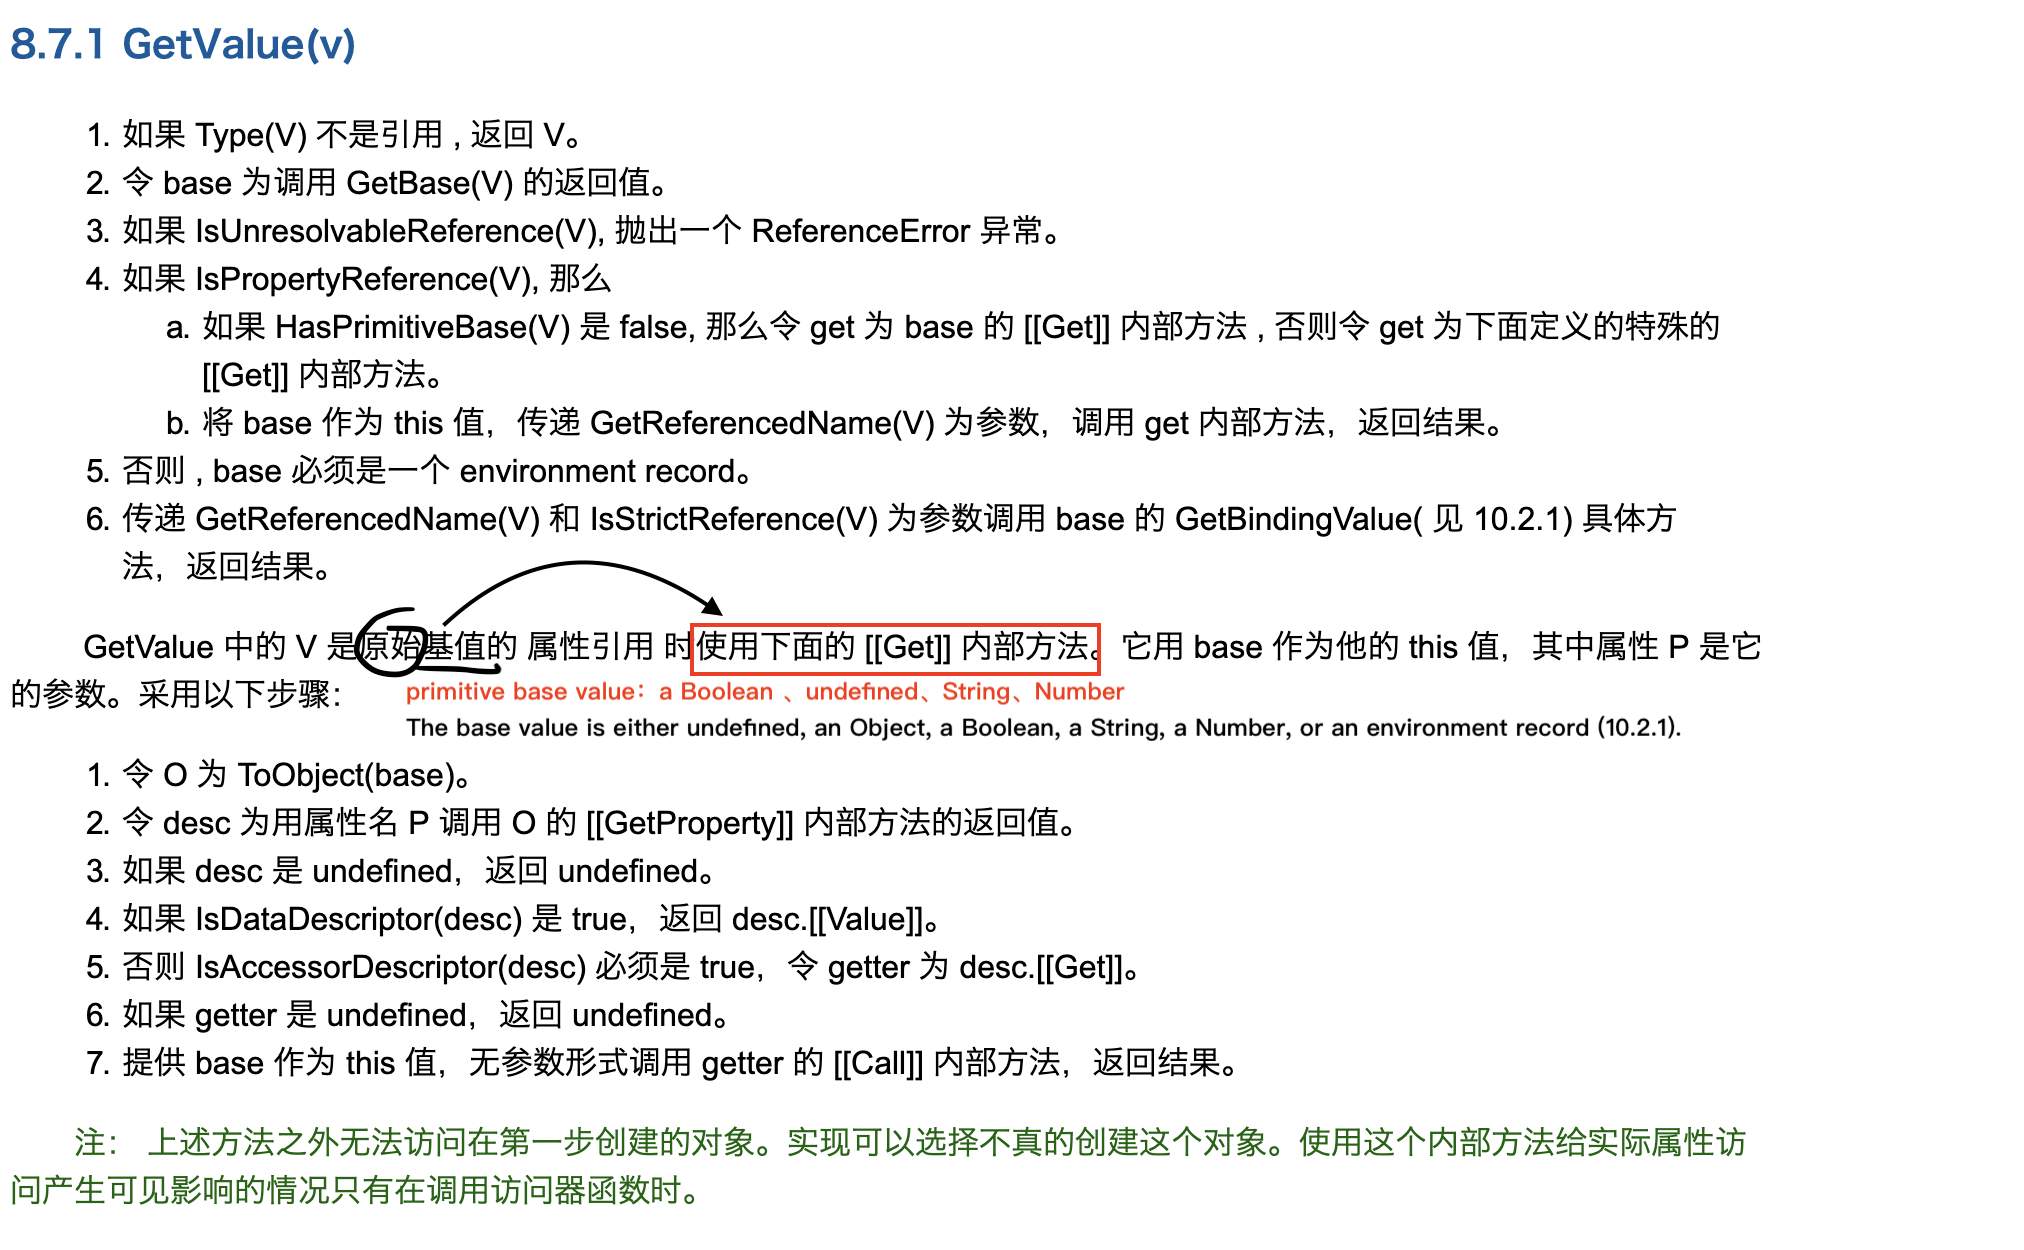 8.7.1 GetValue(v)
1. 如果 Type(V) 不是引用 , 返回 V。
2. 令 base 为调用 GetBase(V) 的返回值。
3. 如果 IsUnresolvableReference(V), 抛出一个 ReferenceError 异常。
4. 如果 IsPropertyReference(V), 那么
a. 如果 HasPrimitiveBase(V) 是 false, 那么令 get 为 base 的 [[Get]] 内部方法 , 否则令 get 为下面定义的特殊的
[[Get]] 内部方法。
b. 将 base 作为 this 值，传递 GetReferencedName(V) 为参数，调用 get 内部方法，返回结果。
5. 否则 , base 必须是一个 environment record。
6. 传递 GetReferencedName(V) 和 IsStrictReference(V) 为参数调用 base 的 GetBindingValue( 见 10.2.1) 具体方
法，返回结果。
GetValue 中的 V 是原始基值的 属性引用 时使用下面的 [[Get]] 内部方法。它用 base 作为他的 this 值，其中属性 P 是它
的参数。采用以下步骤：
primitive base value：a Boolean 、undefined、String、Number
The base value is either undefined, an Object, a Boolean, a String, a Number, or an environment record (10.2.1).
1. 令 O 为 ToObject(base)。
2. 令 desc 为用属性名 P 调用 O 的 [[GetProperty]] 内部方法的返回值。
3. 如果 desc 是 undefined，返回 undefined。
4. 如果 IsDataDescriptor(desc) 是 true，返回 desc.[[Value]]。
5. 否则 IsAccessorDescriptor(desc) 必须是 true，令 getter 为 desc.[[Get]]。
6. 如果 getter 是 undefined，返回 undefined。
7. 提供 base 作为 this 值，无参数形式调用 getter 的 [[Call]] 内部方法，返回结果。
注： 上述方法之外无法访问在第一步创建的对象。实现可以选择不真的创建这个对象。使用这个内部方法给实际属性访
问产生可见影响的情况只有在调用访问器函数时。